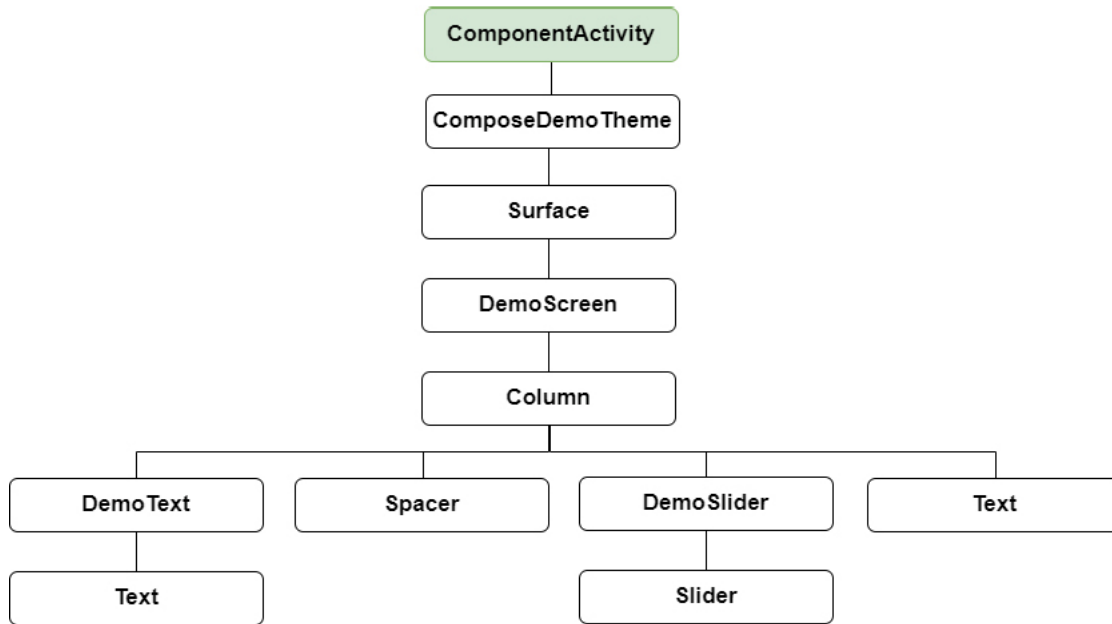 ComponentActivity
ComposeDemoTheme
Surface
DemoScreen
Column
DemoText
Spacer
DemoSlider
Text
Text
Slider